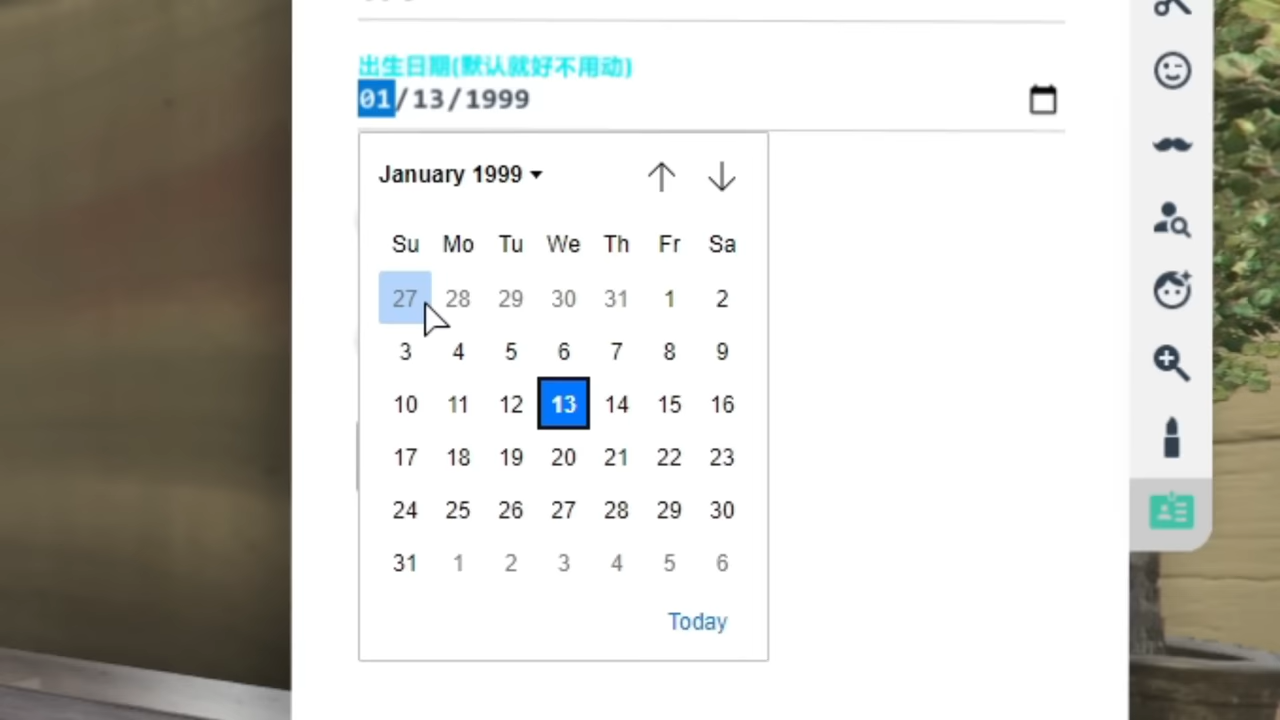 出生日期(默认就好不用动)
01/13/1999
January 1999
Su Mo Tu We Th Fr Sa
27 28 29 30 31 1 2
3 4 5 6 7 8 9
10 11 12 13 14 15 16
17 18 19 20 21 22 23
24 25 26 27 28 29 30
31 1 2 3 4 5 6
Today